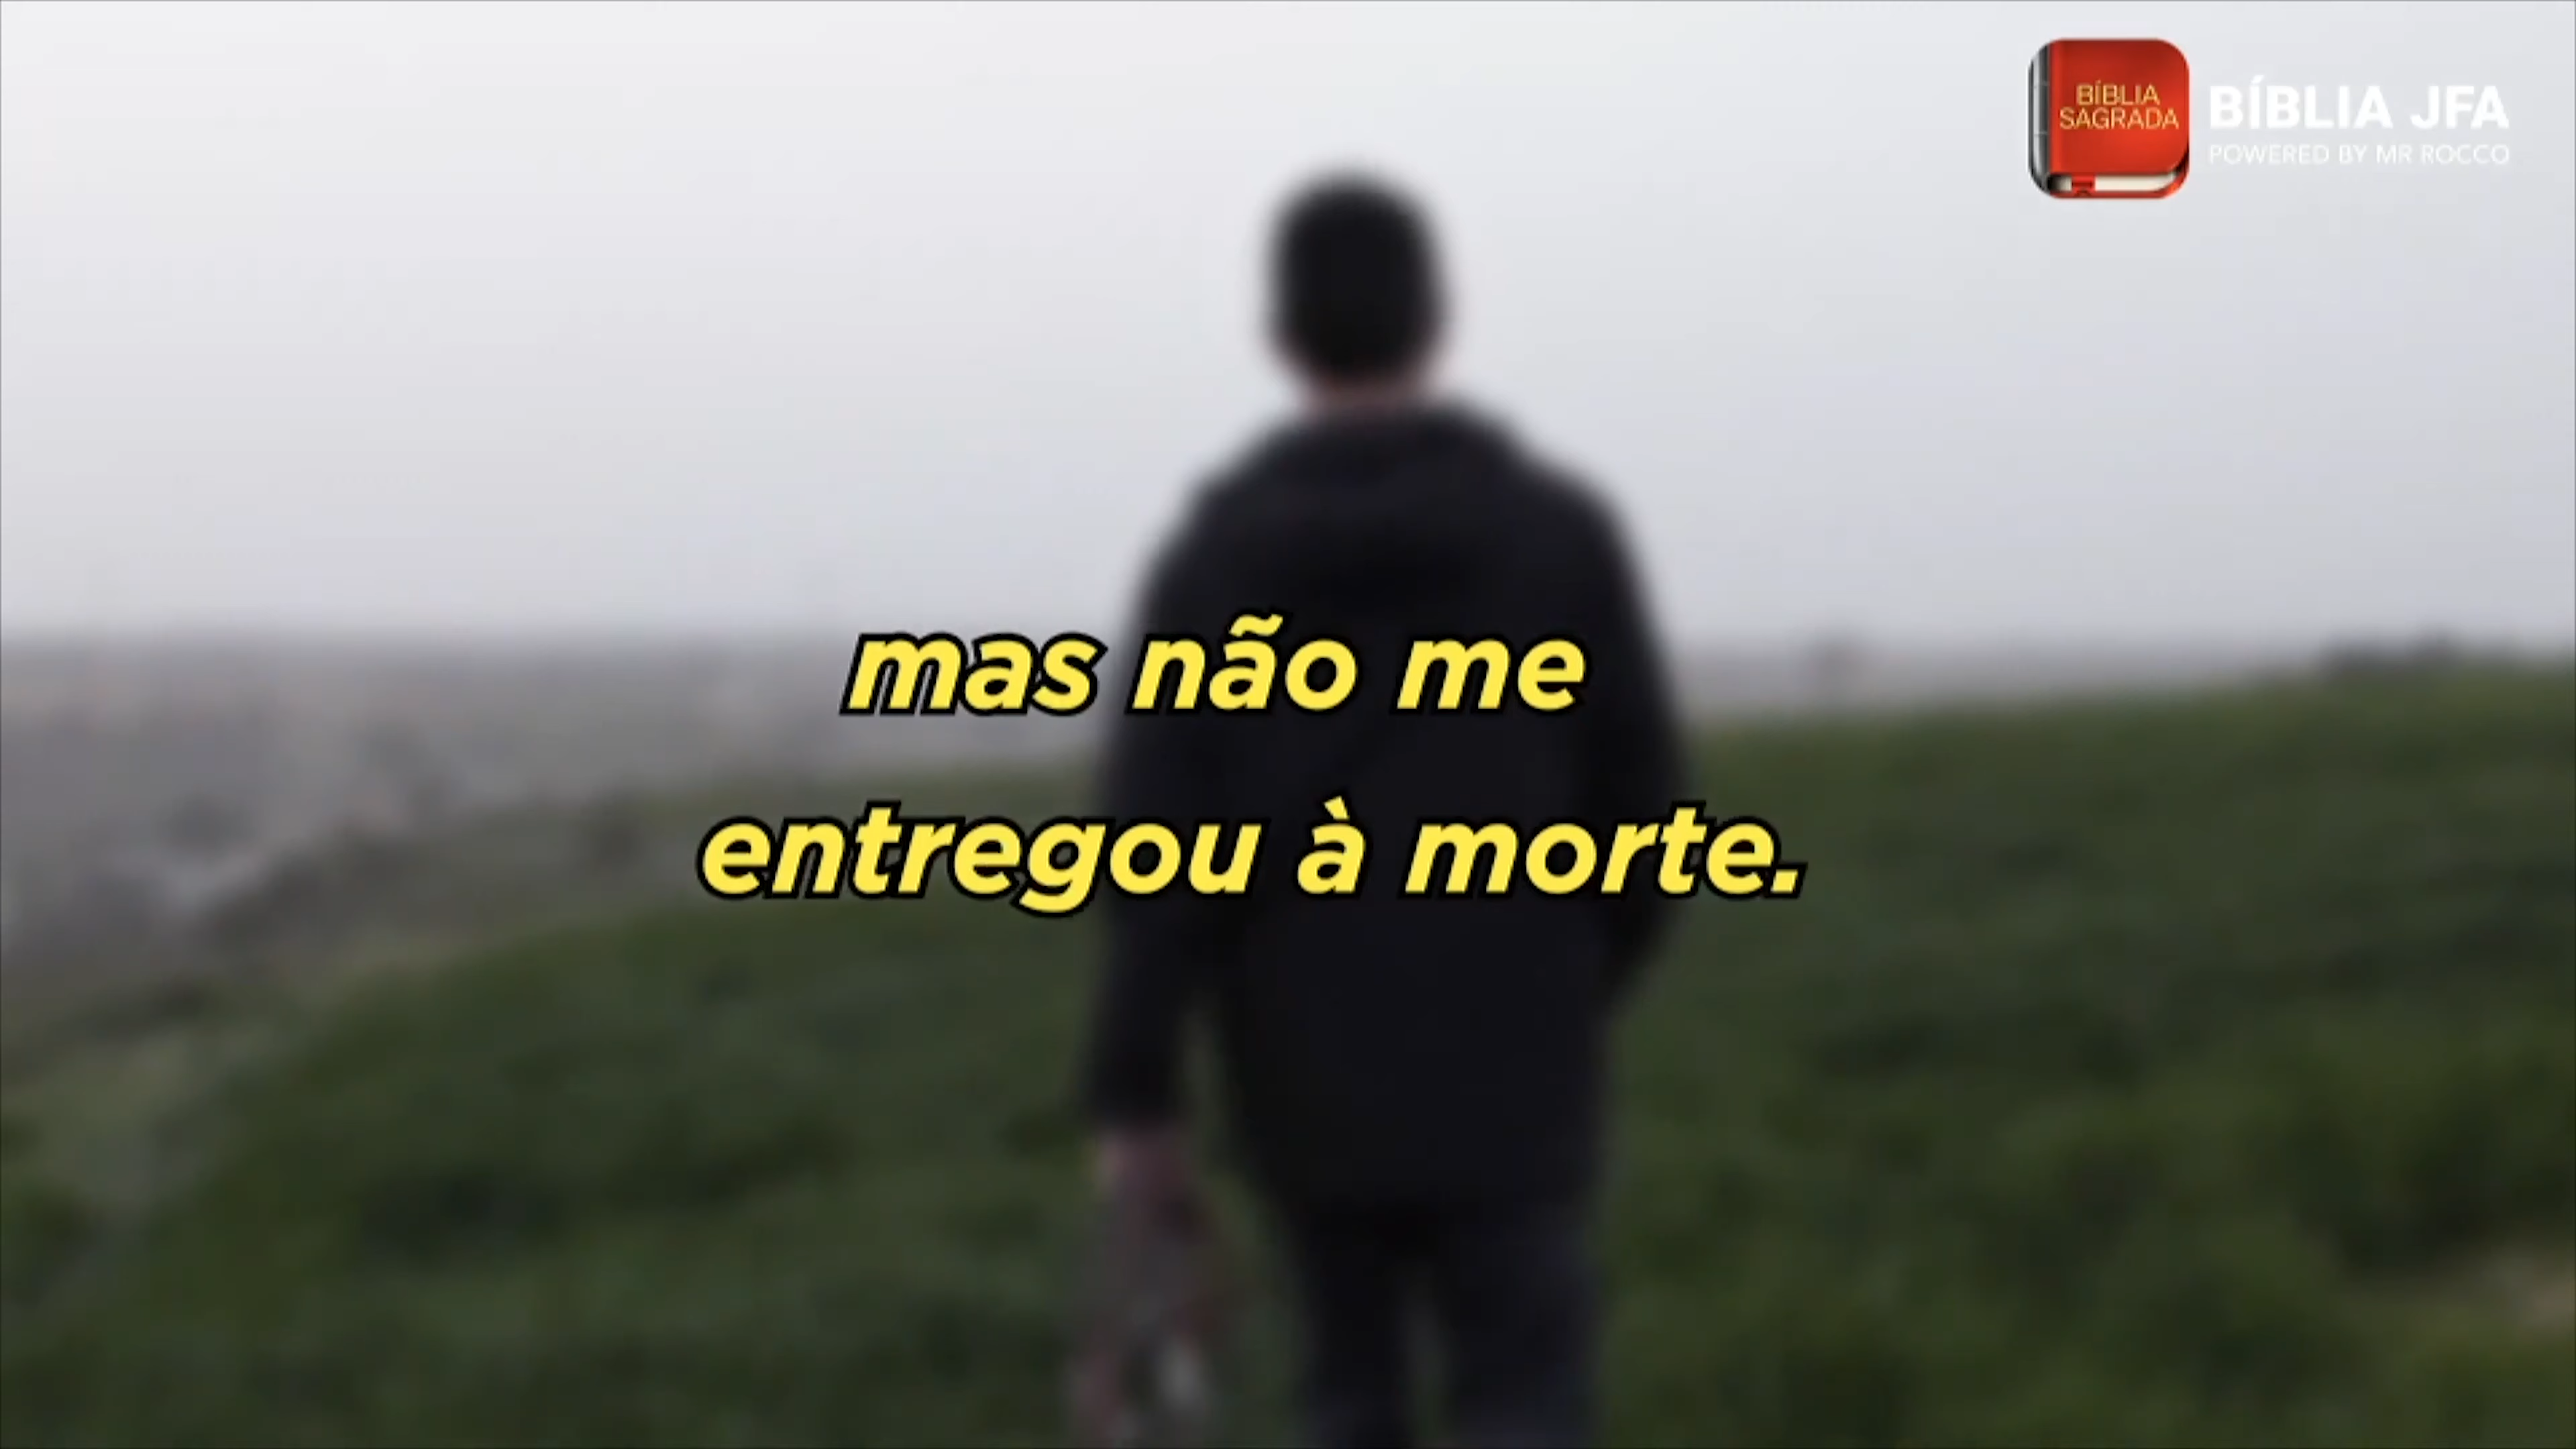 BÍBLIA
SAGRADA
BÍBLIA JFA
POWERED BY MR ROCCO
mas não me
entregou à morte.